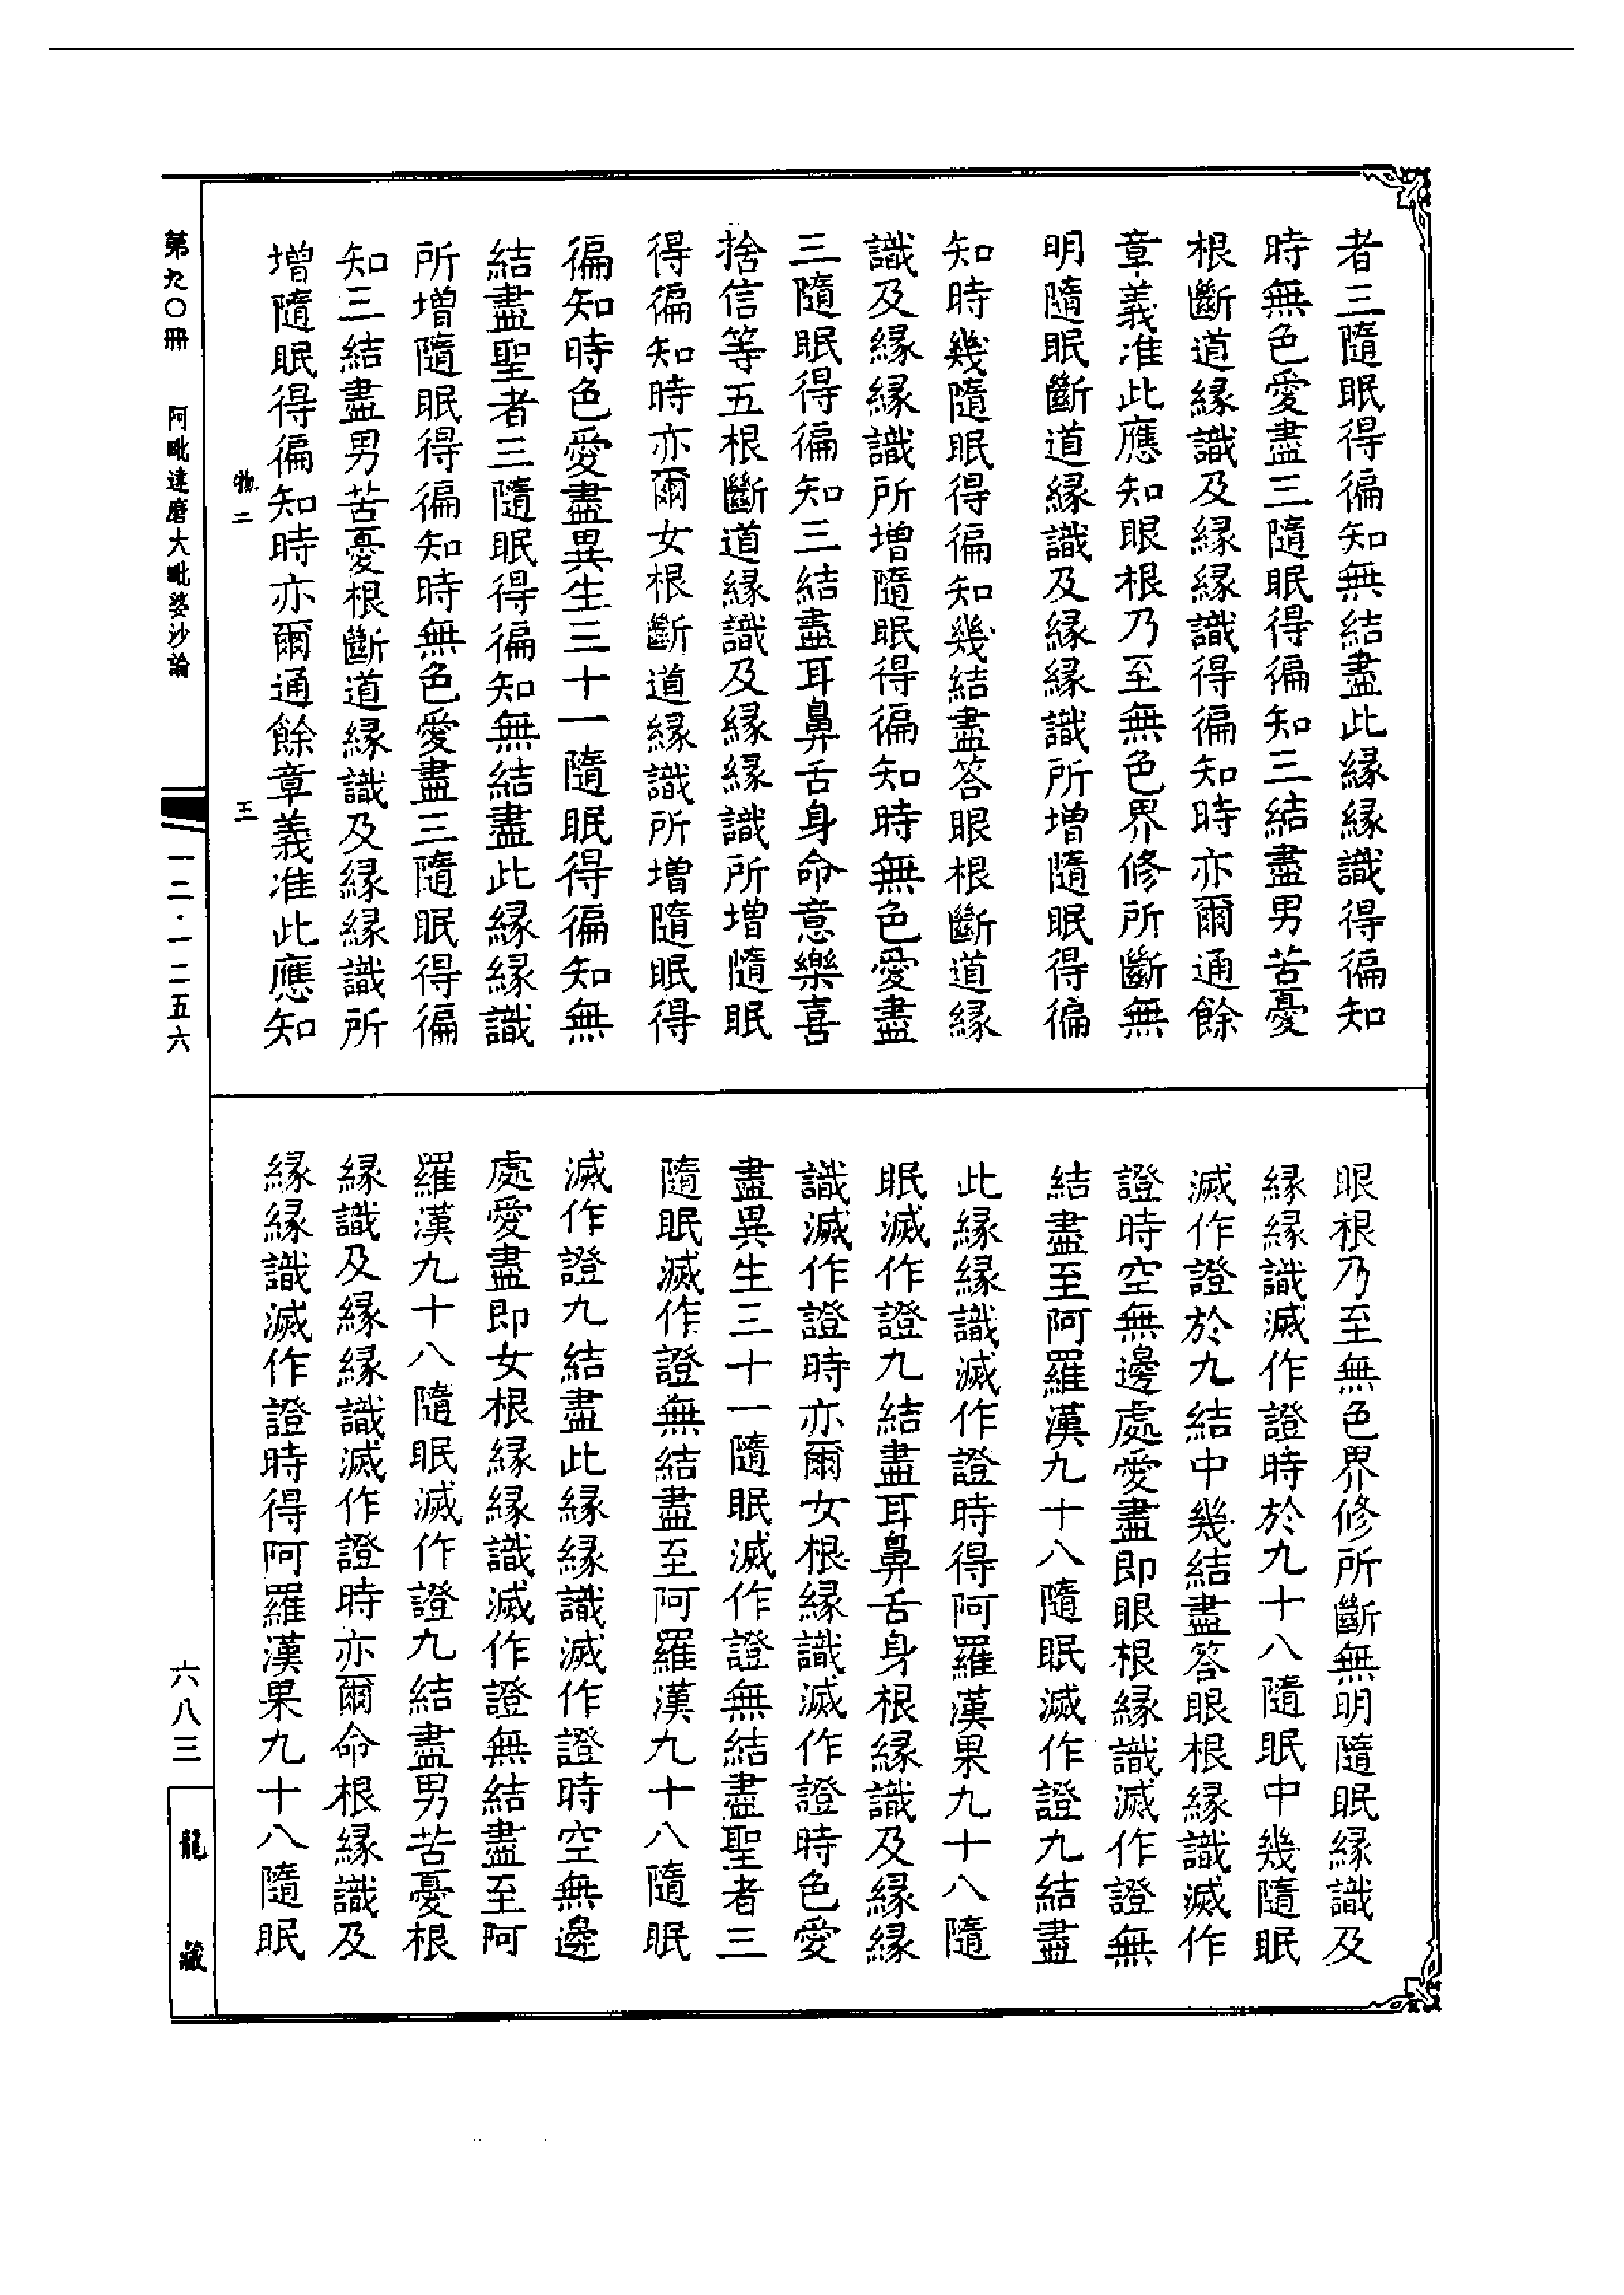 者三隨眠得徧知無結盡此緣緣識得徧知
時無色愛盡三隨眠得徧知三結盡男苦憂
根斷道緣識及緣緣識得徧知時亦爾通餘
章義准此應知眼根乃至無色界修所斷無
明隨眠斷道緣識及緣緣識所增隨眠得徧
知時幾隨眠得徧知幾結盡答眼根斷道緣
識及緣緣識所增隨眠得徧知時無色愛盡
三隨眠得徧知三結盡耳鼻舌身命意樂喜
捨信等五根斷道緣識及緣緣識所增隨眠
得徧知時亦爾女根斷道緣識所增隨眠得
徧知時色愛盡異生三十一隨眠得徧知無
結盡聖者三隨眠得徧知無結盡此緣緣識
所增隨眠得徧知時無色愛盡三隨眠得徧
知三結盡男苦憂根斷道緣識及緣緣識所
增隨眠得徧知時亦爾通餘章義准此應知
眼根乃至無色界修所斷無明隨眠緣識及
緣緣識滅作證時於九十八隨眠中幾隨眠
滅作證於九結中幾結盡答眼根緣識滅作
證時空無邊處愛盡即眼根緣識滅作證無
結盡至阿羅漢九十八隨眠滅作證九結盡
此緣緣識滅作證時得阿羅漢果九十八隨
眠滅作證九結盡耳鼻舌身根緣識及緣緣
識滅作證時亦爾女根緣識滅作證時色愛
盡異生三十一隨眠滅作證無結盡聖者三
隨眠滅作證無結盡至阿羅漢九十八隨眠
滅作證九結盡此緣緣識滅作證時空無邊
處愛盡即女根緣緣識滅作證無結盡至阿
羅漢九十八隨眠滅作證九結盡男苦憂根
緣識及緣緣識滅作證時亦爾命根緣識及
緣緣識滅作證時得阿羅漢果九十八隨眠
物二 三
第九〇冊 阿毗達磨大毗婆沙論 一二·一二五六 六八三 龍藏